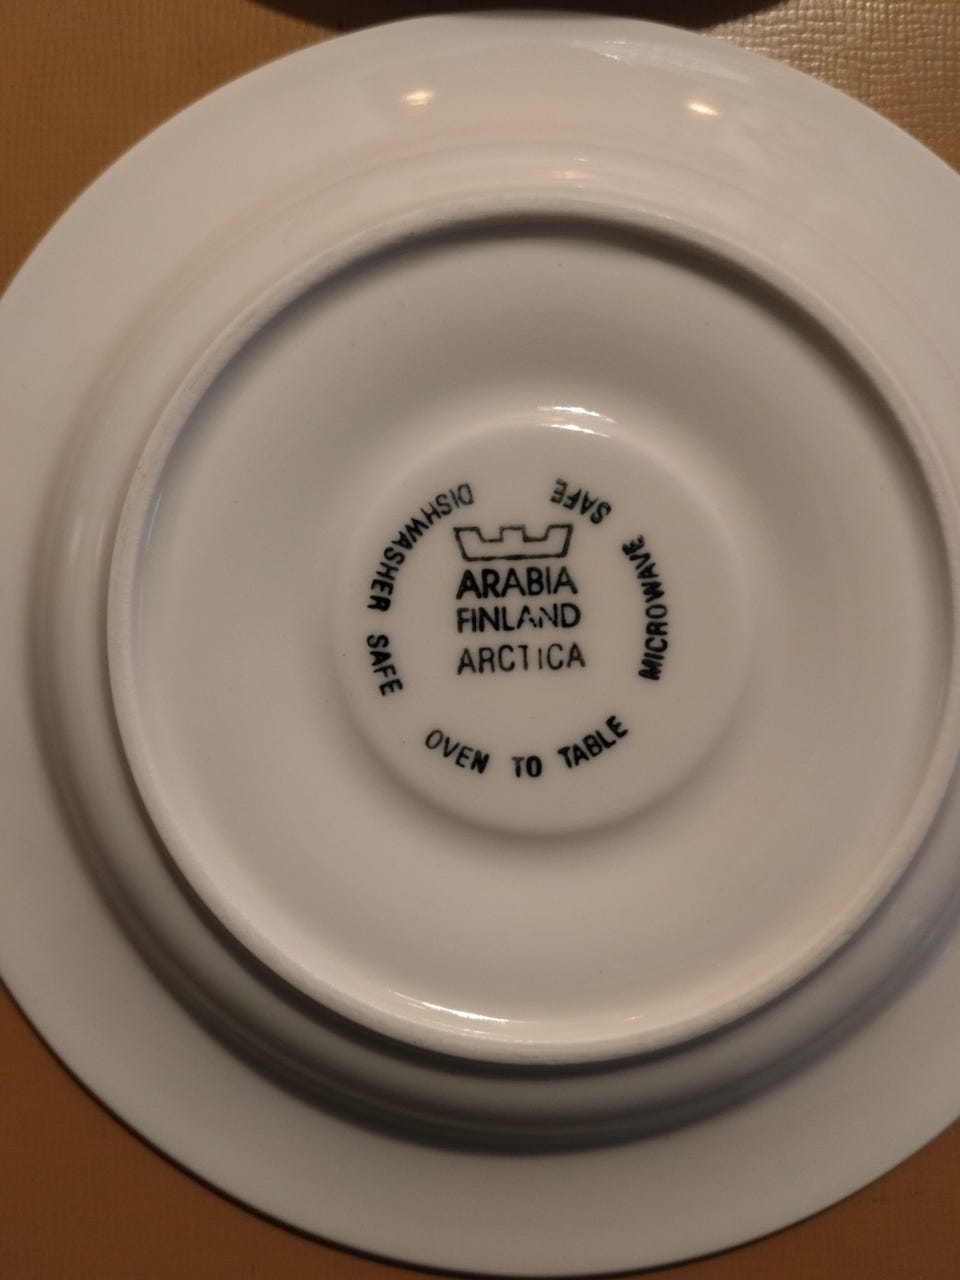 ARABIA
FINLAND
ARCTICA
DISHWASHER SAFE
OVEN TO TABLE
MICROWAVE SAFE